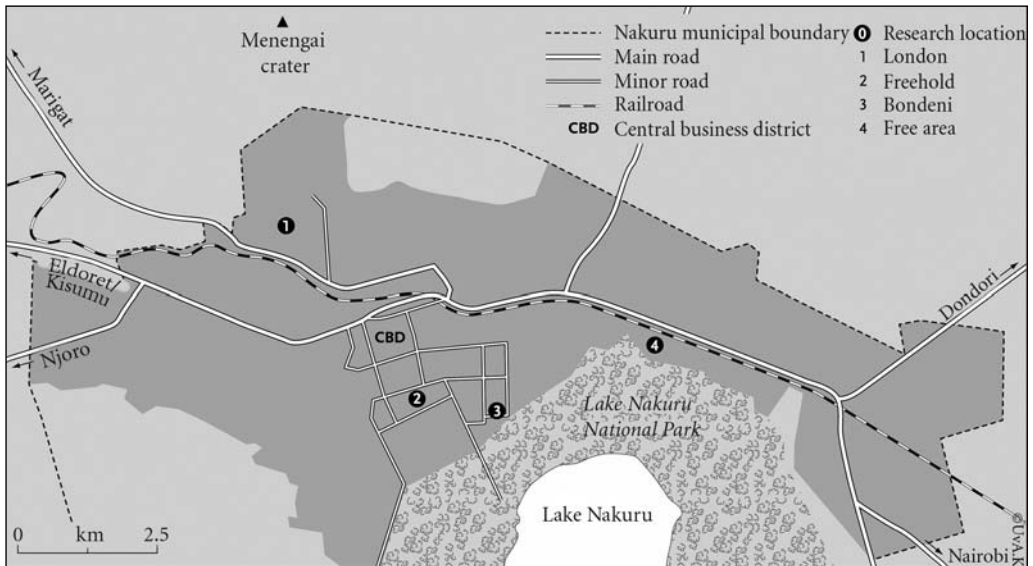 Menengai
crater
Nakuru municipal boundary
Main road
Minor road
Railroad
CBD Central business district
0 Research location
1 London
2 Freehold
3 Bondeni
4 Free area
Marigat
1
Eldoret/
Kisumu
Njoro
CBD
2
3
4
Dondori
Lake Nakuru
National Park
Lake Nakuru
Nairobi
0 km 2.5
©UvA.K